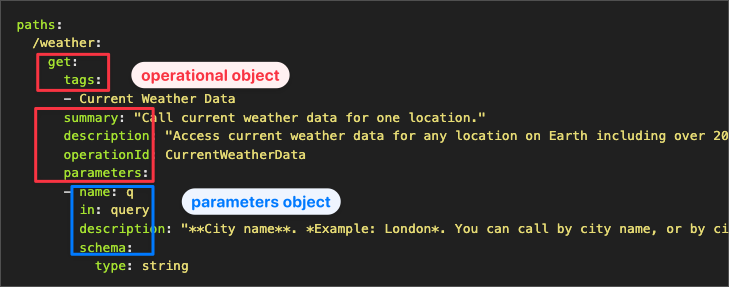 paths:
/weather:
get:
tags:
operational object
- Current Weather Data
summary: "Call current weather data for one location."
description: "Access current weather data for any location on Earth including over 20
operationId: CurrentWeatherData
parameters:
- name: q
parameters object
in: query
description: "**City name**. *Example: London*. You can call by city name, or by ci
schema:
type: string